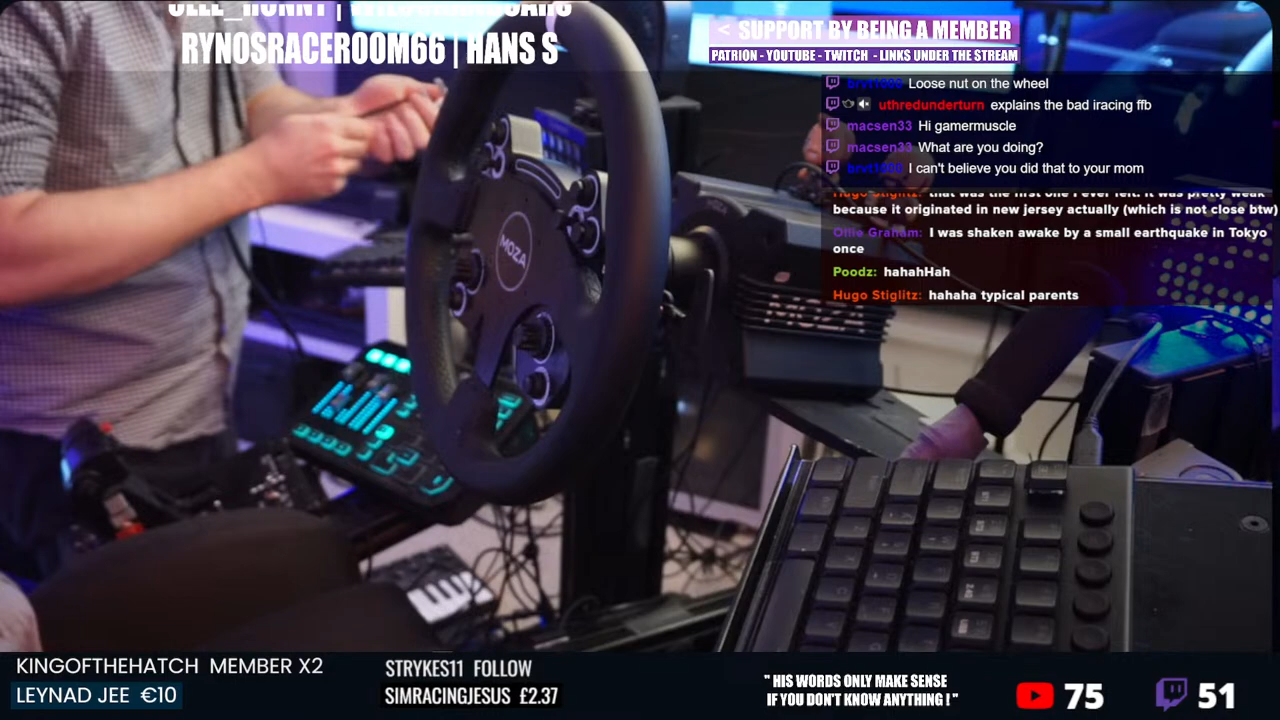 RYNOSRACEROOM66 | HANS S
< SUPPORT BY BEING A MEMBER
PATRION - YOUTUBE - TWITCH - LINKS UNDER THE STREAM
brvt1000 Loose nut on the wheel
uthredunderturn explains the bad iracing ffb
macsen33 Hi gamermuscle
macsen33 What are you doing?
brvt1000 I can't believe you did that to your mom
Hugo Stiglitz: that was the first one I ever felt. It was pretty weak
because it originated in new jersey actually (which is not close btw)
Ollie Graham: I was shaken awake by a small earthquake in Tokyo
once
Poodz: hahahHah
Hugo Stiglitz: hahaha typical parents
MOZA
MOZA
KINGOFTHEHATCH MEMBER X2
LEYNAD JEE €10
STRYKES11 FOLLOW
SIMRACINGJESUS £2.37
" HIS WORDS ONLY MAKE SENSE
IF YOU DON'T KNOW ANYTHING ! "
75
51